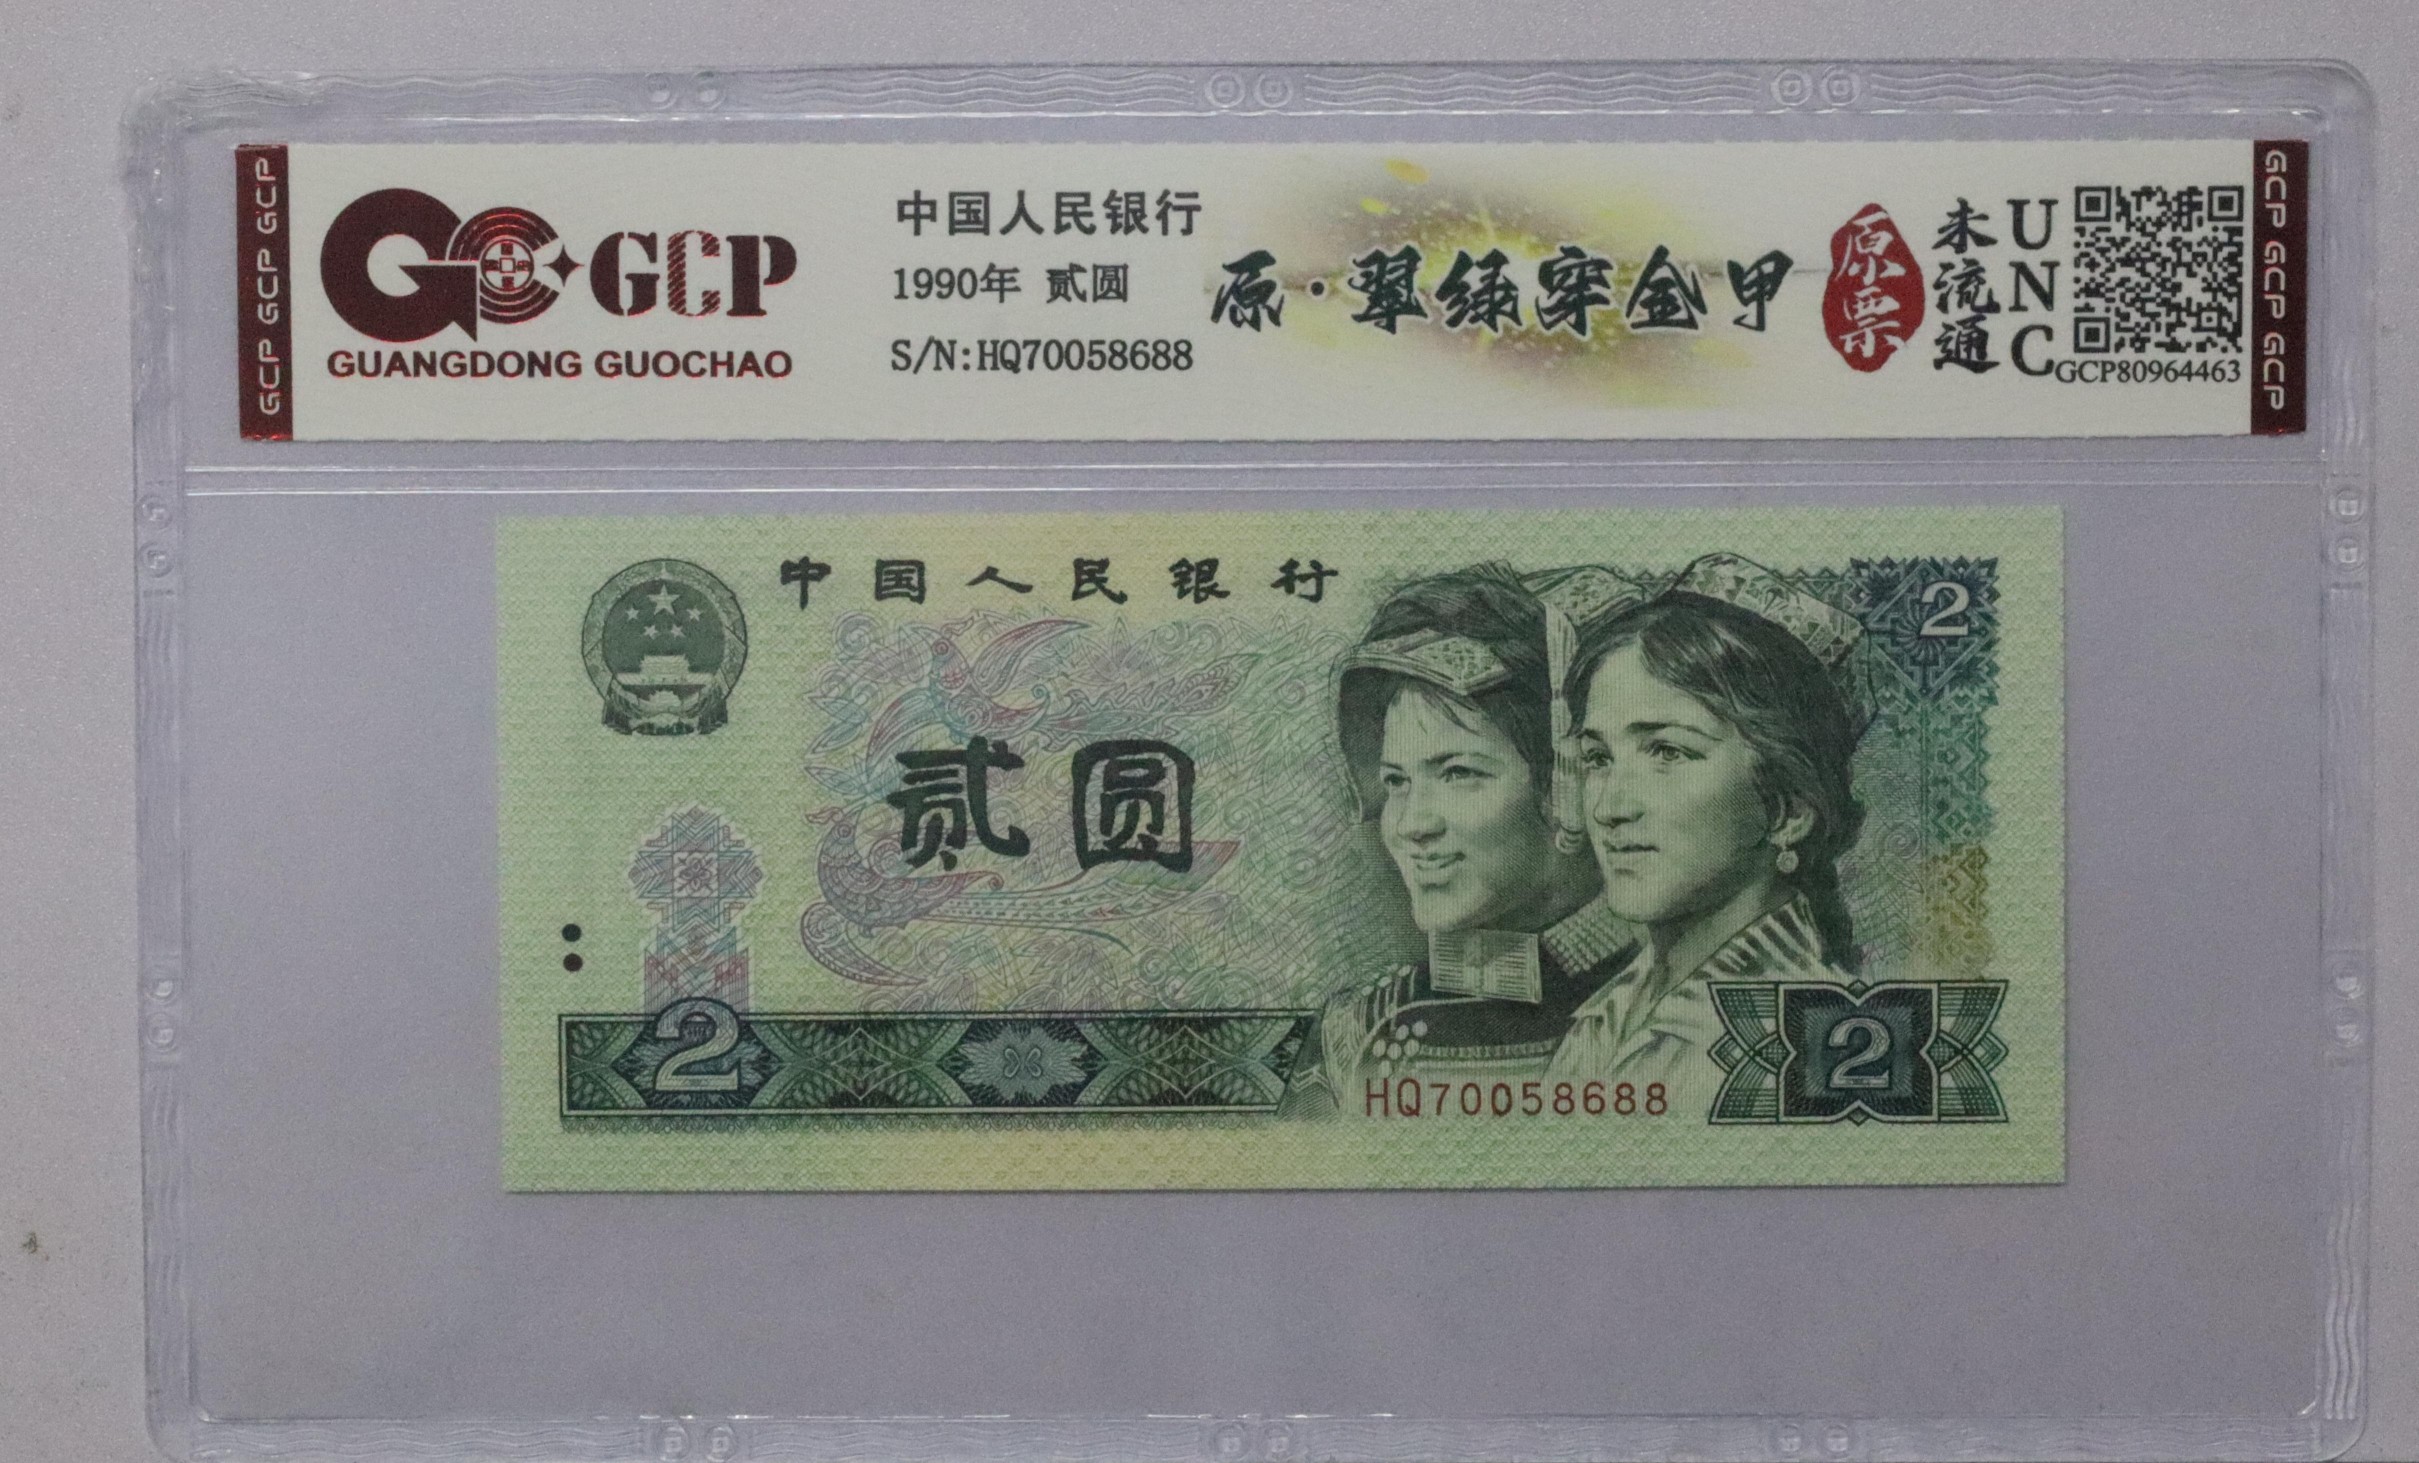 GCP GCP GCP
GCP
GUANGDONG GUOCHAO
中国人民银行
1990年 贰圆
S/N:HQ70058688
原·翠绿穿金甲
原票
未流通
UNC
GCP80964463
GCP GCP GCP
中国人民银行
2
贰圆
2
HQ70058688
2